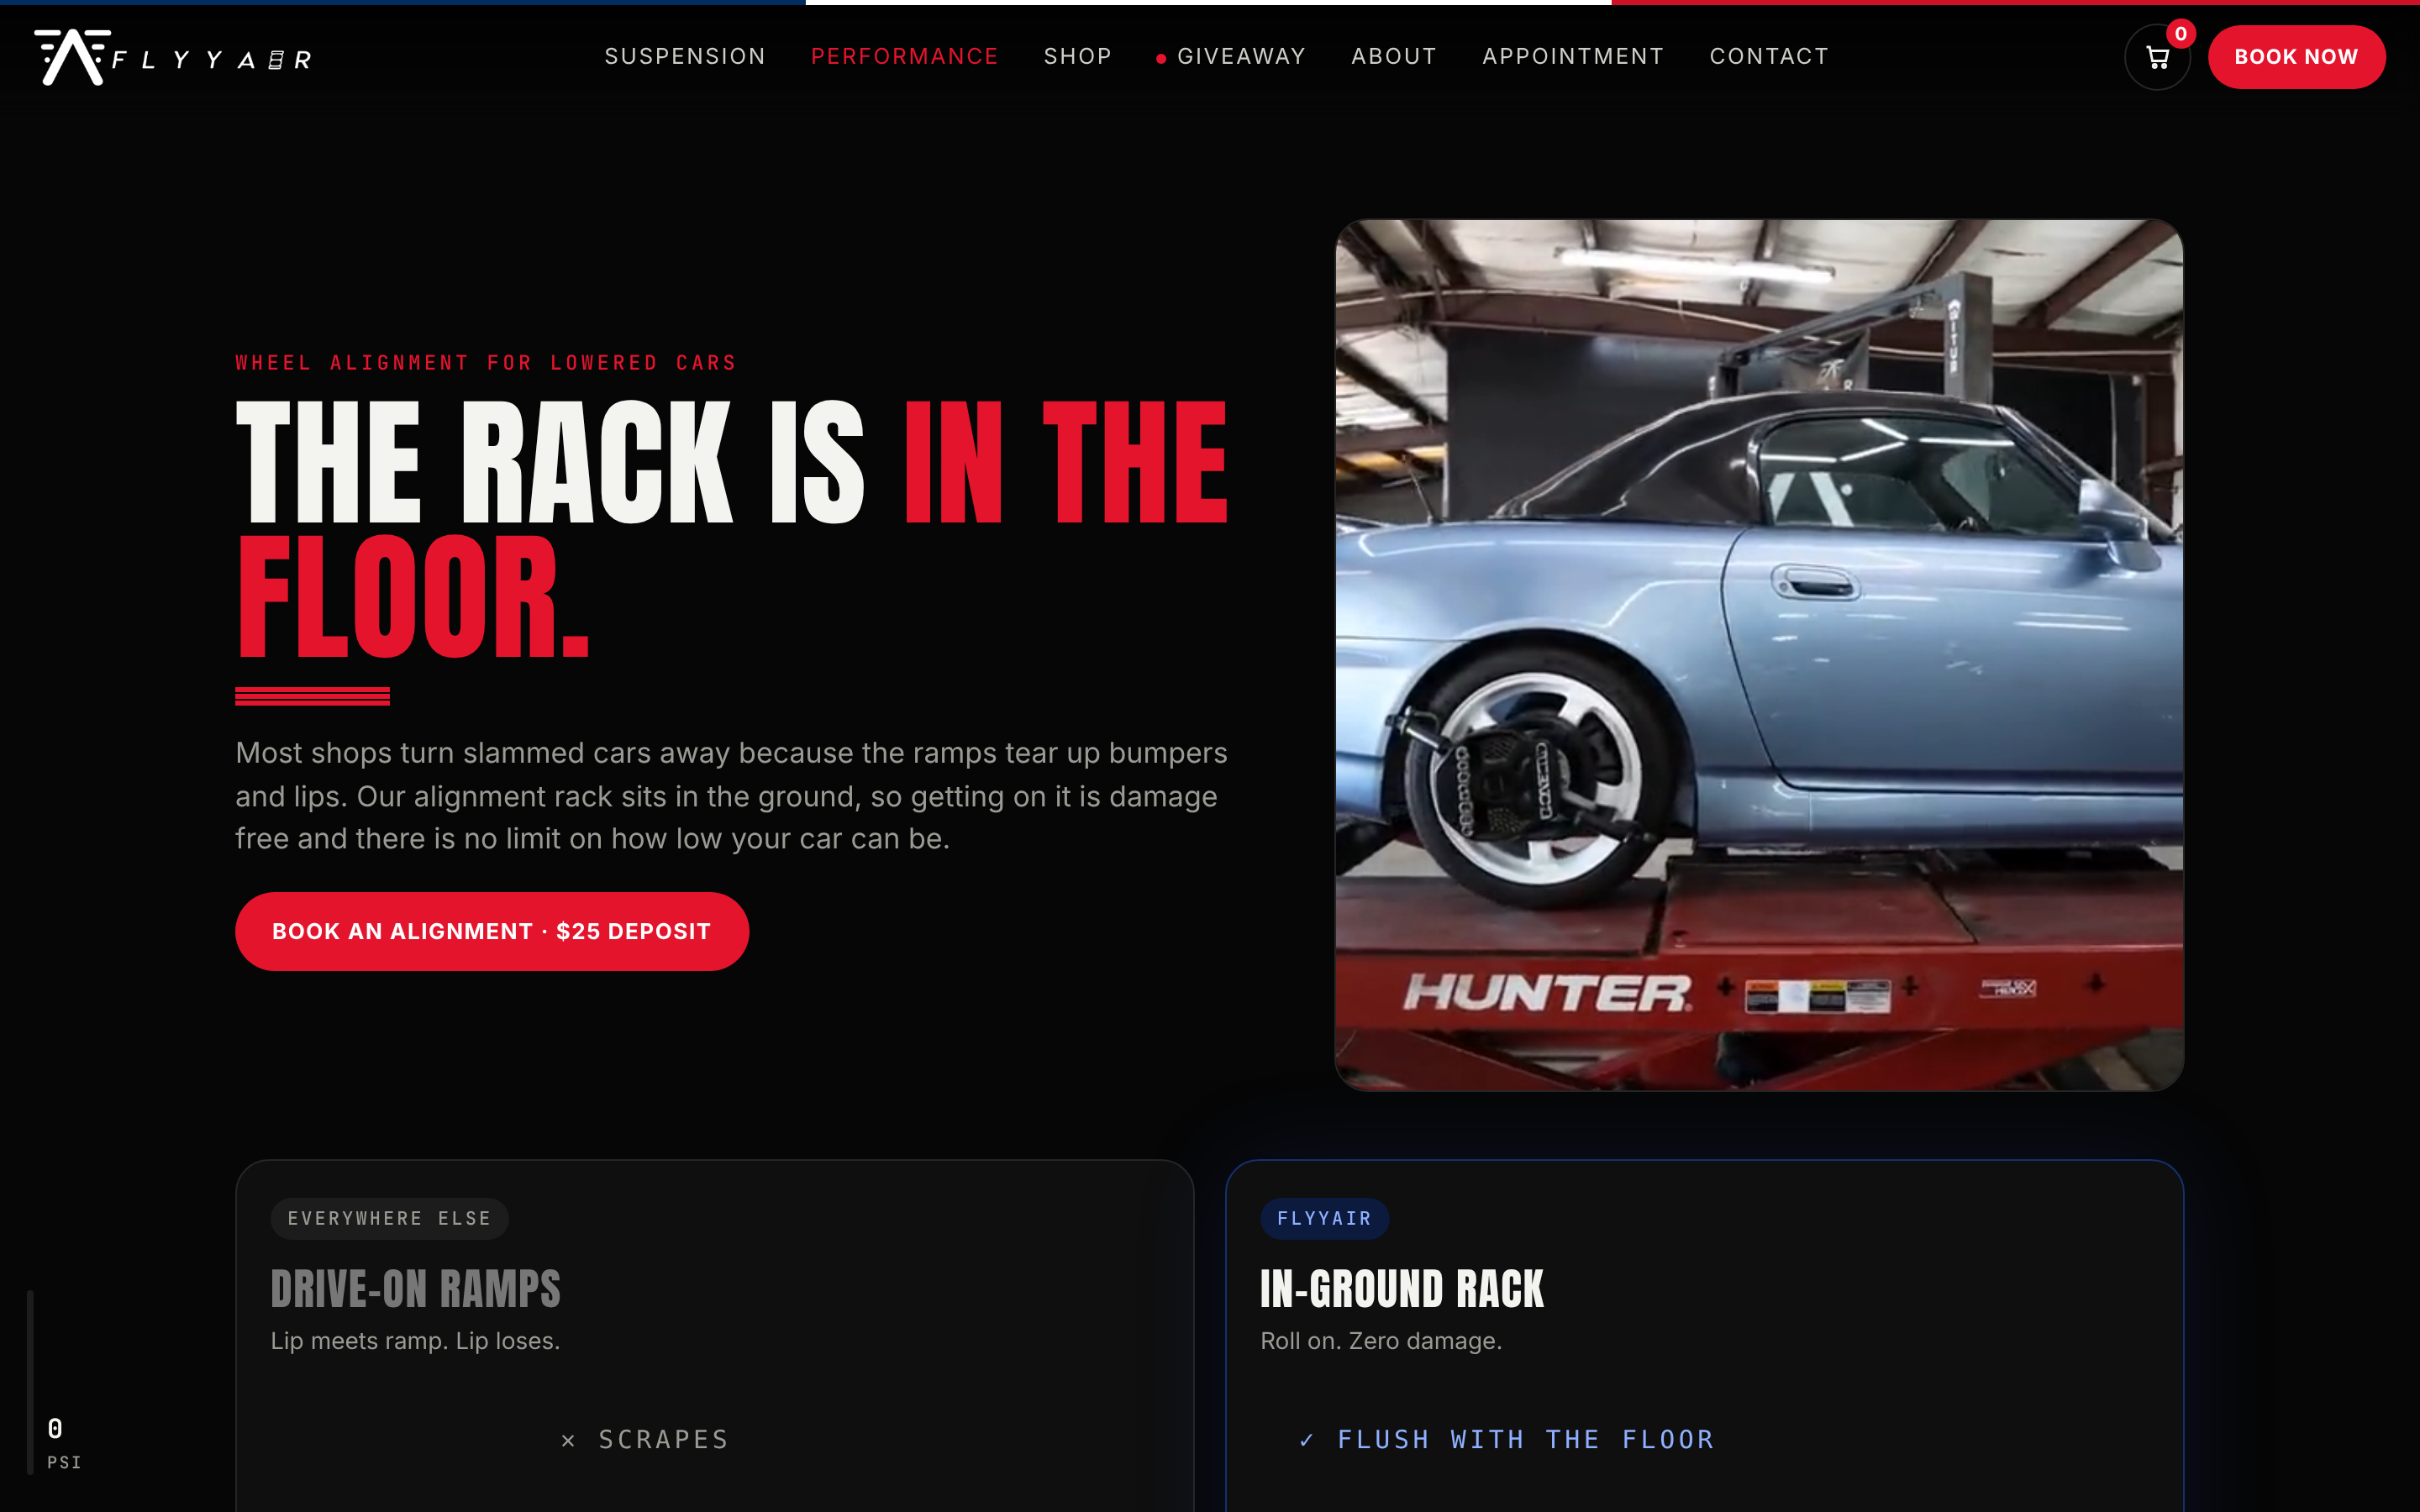 FLYYAIR
SUSPENSION
PERFORMANCE
SHOP
GIVEAWAY
ABOUT
APPOINTMENT
CONTACT
0
BOOK NOW
WHEEL ALIGNMENT FOR LOWERED CARS
THE RACK IS IN THE
FLOOR.
Most shops turn slammed cars away because the ramps tear up bumpers
and lips. Our alignment rack sits in the ground, so getting on it is damage
free and there is no limit on how low your car can be.
BOOK AN ALIGNMENT · $25 DEPOSIT
HUNTER
EVERYWHERE ELSE
DRIVE-ON RAMPS
Lip meets ramp. Lip loses.
× SCRAPES
FLYYAIR
IN-GROUND RACK
Roll on. Zero damage.
✓ FLUSH WITH THE FLOOR
0
PSI